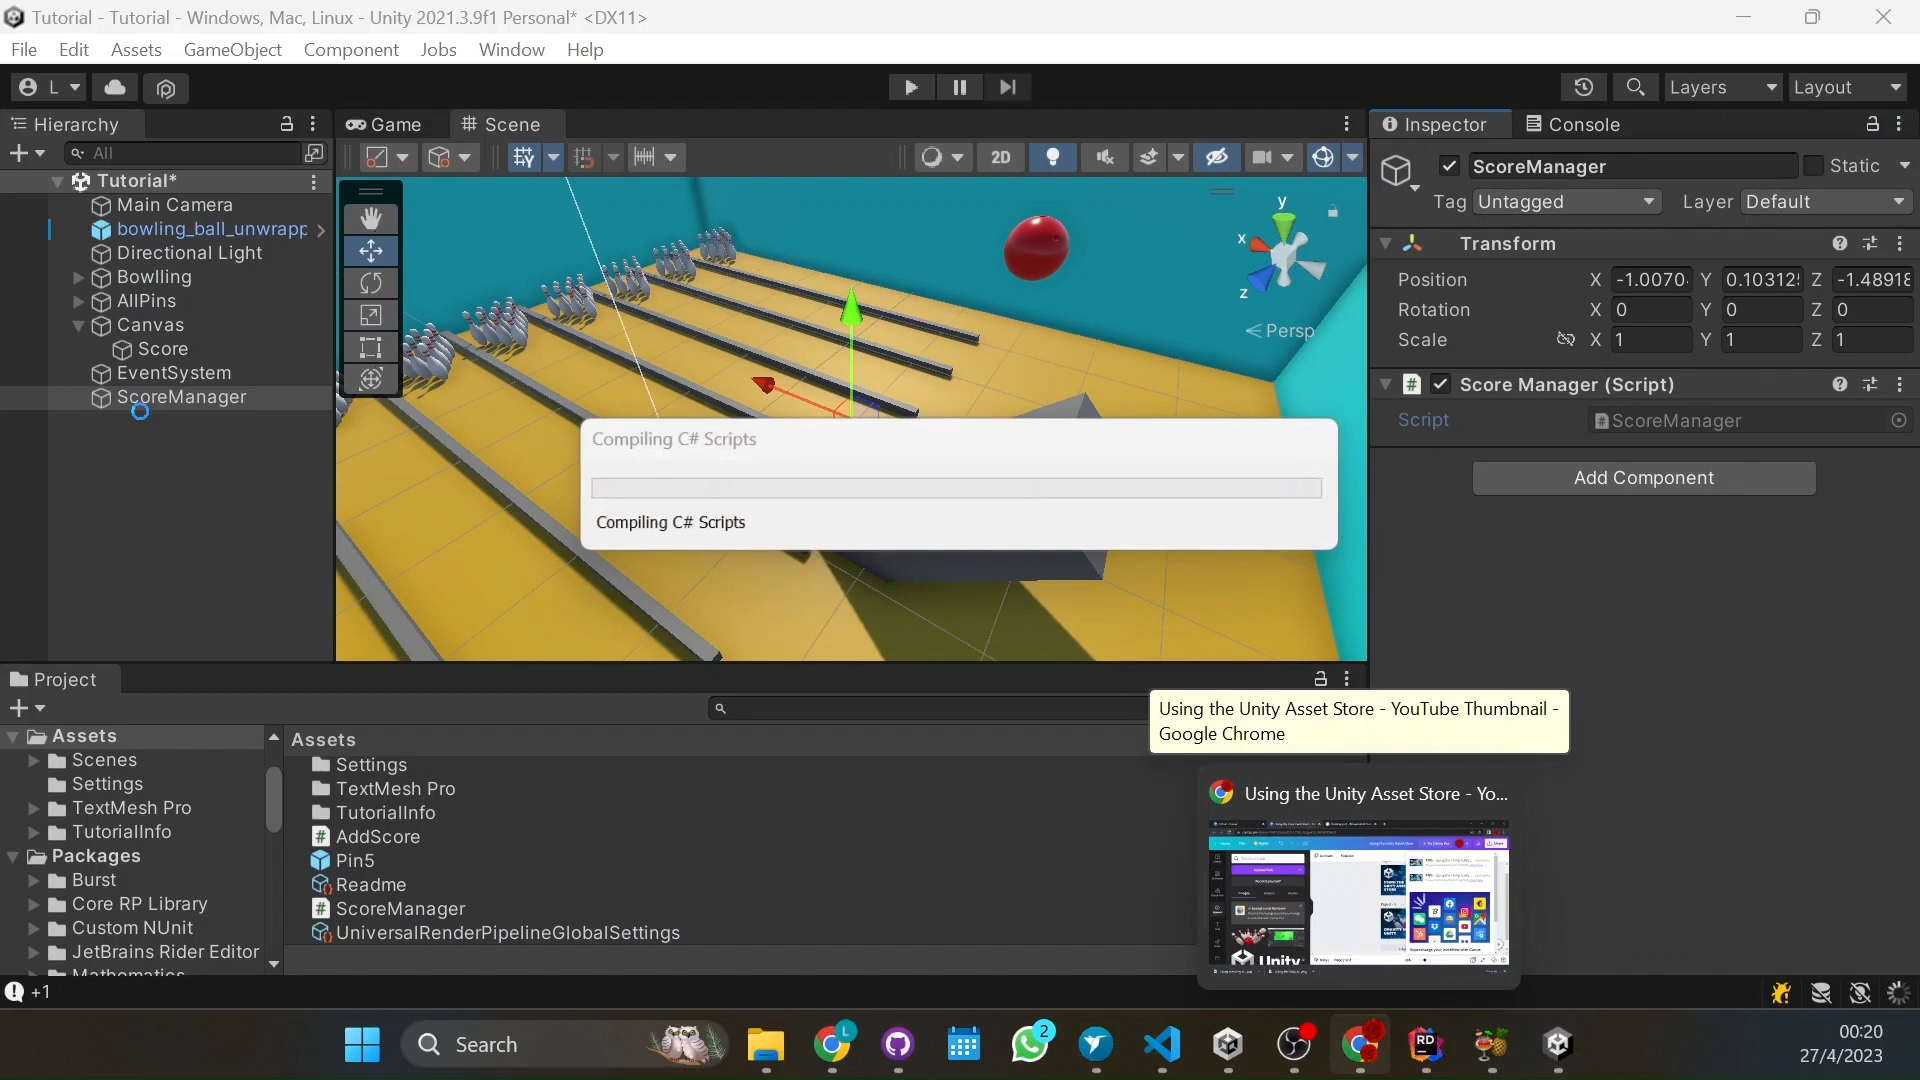 Tutorial - Tutorial - Windows, Mac, Linux - Unity 2021.3.9f1 Personal* <DX11>
File Edit Assets GameObject Component Jobs Window Help
L Layers Layout
Hierarchy Game Scene Inspector Console
All 2D ScoreManager Static
Tutorial* Tag Untagged Layer Default
Main Camera
bowling_ball_unwrapp
Directional Light
Bowlling
AllPins
Canvas
Score
EventSystem
ScoreManager
y
x
z
Persp
Transform
Position X -1.0070 Y 0.10312 Z -1.48918
Rotation X 0 Y 0 Z 0
Scale X 1 Y 1 Z 1
Score Manager (Script)
Script ScoreManager
Add Component
Compiling C# Scripts
Compiling C# Scripts
Project
Assets
Scenes
Settings
TextMesh Pro
TutorialInfo
Packages
Burst
Core RP Library
Custom NUnit
JetBrains Rider Editor
Mathematics
Assets
Settings
TextMesh Pro
TutorialInfo
AddScore
Pin5
Readme
ScoreManager
UniversalRenderPipelineGlobalSettings
Using the Unity Asset Store - YouTube Thumbnail -
Google Chrome
Using the Unity Asset Store - Yo...
Unity
+1
Search
L
2
RD
00:20
27/4/2023